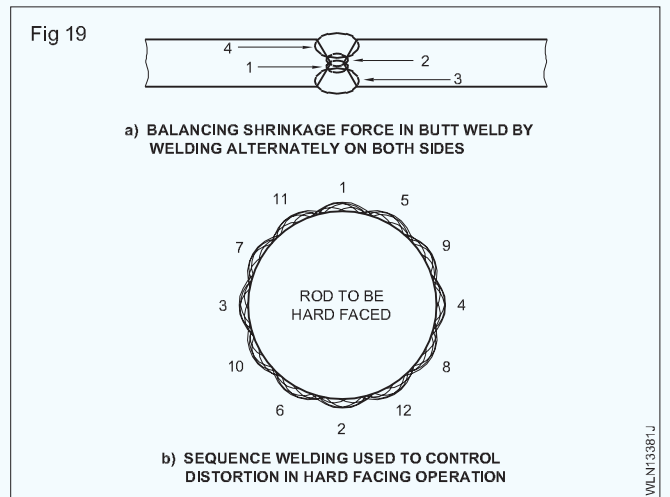 Fig 19
4
1
2
3
a) BALANCING SHRINKAGE FORCE IN BUTT WELD BY
WELDING ALTERNATELY ON BOTH SIDES
1
11
5
7
9
ROD TO BE
HARD FACED
3
4
10
8
6
12
2
b) SEQUENCE WELDING USED TO CONTROL
DISTORTION IN HARD FACING OPERATION
WLN13381J